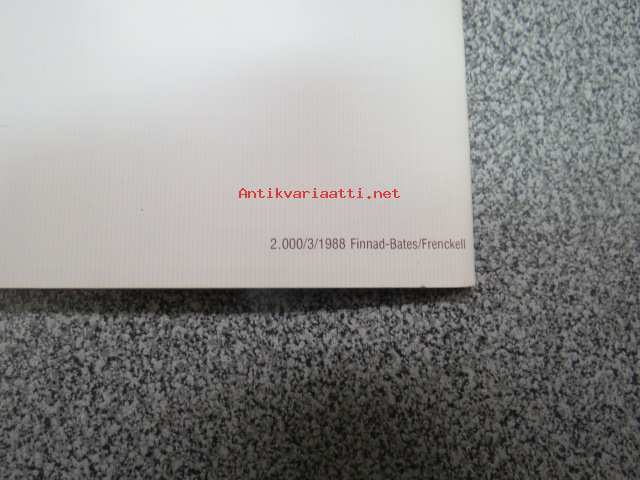 Antikvariaatti.net
2.000/3/1988 Finnad-Bates/Frenckell